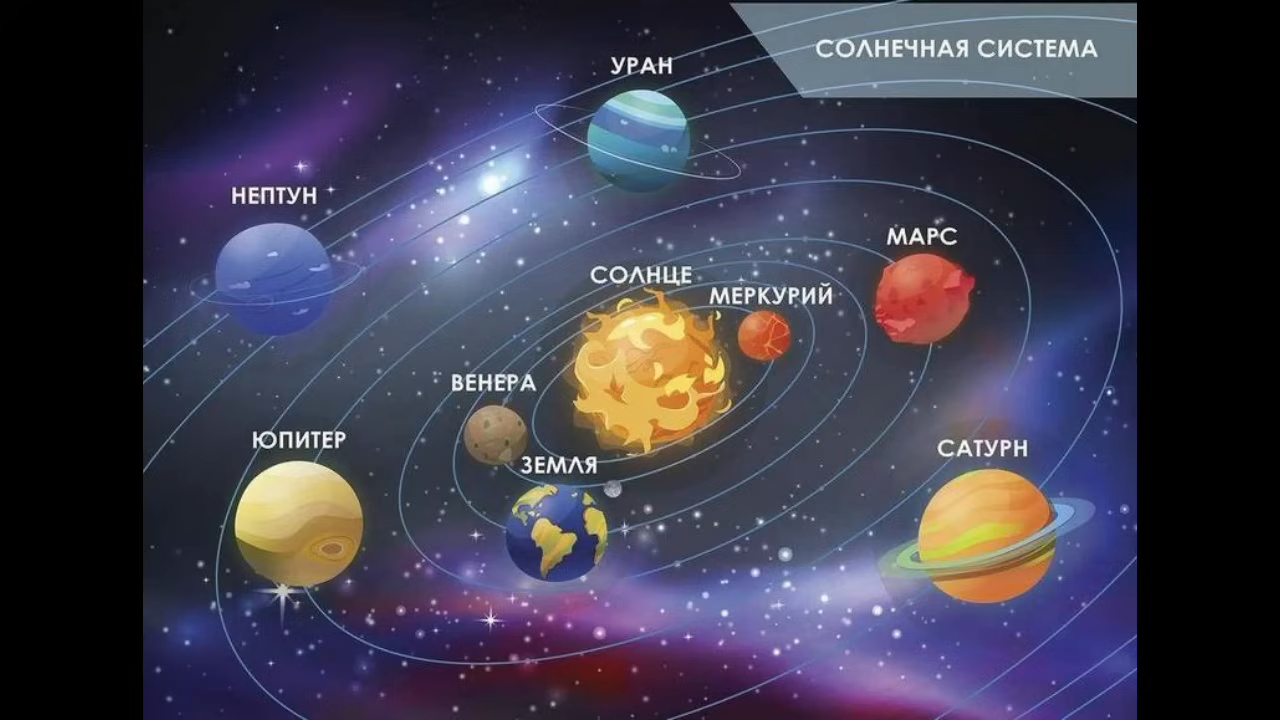 СОЛНЕЧНАЯ СИСТЕМА
УРАН
НЕПТУН
МАРС
СОЛНЦЕ
МЕРКУРИЙ
ВЕНЕРА
ЮПИТЕР
САТУРН
ЗЕМЛЯ